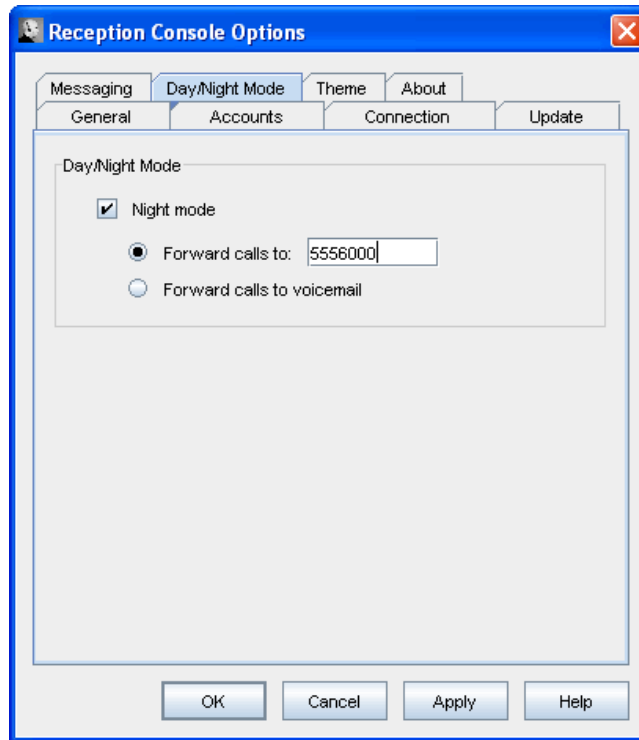 Reception Console Options
Messaging Day/Night Mode Theme About
General Accounts Connection Update
Day/Night Mode
Night mode
Forward calls to: 5556000
Forward calls to voicemail
OK Cancel Apply Help